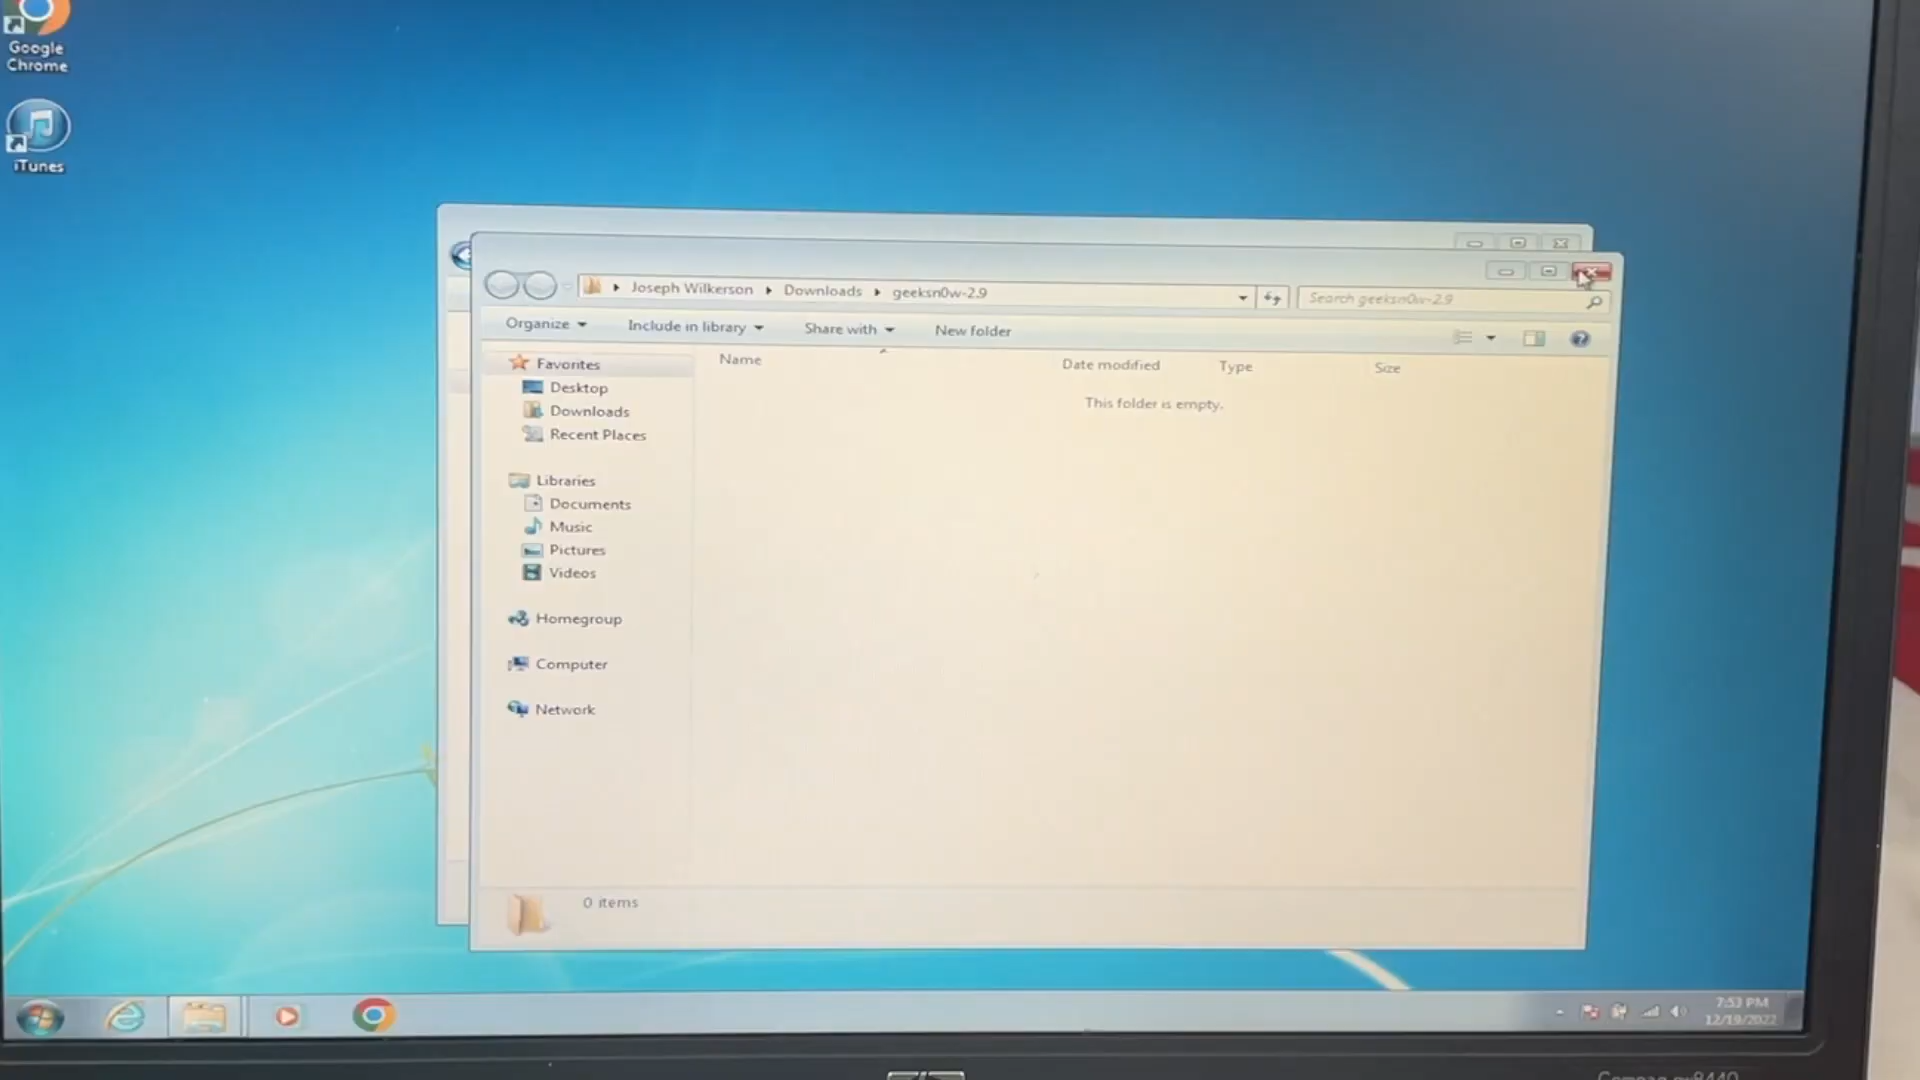 Google
Chrome
iTunes
Joseph Wilkerson
Downloads
geeksn0w-2.9
Search geeksn0w-2.9
Organize
Include in library
Share with
New folder
Favorites
Desktop
Downloads
Recent Places
Libraries
Documents
Music
Pictures
Videos
Homegroup
Computer
Network
Name
Date modified
Type
Size
This folder is empty.
0 items
7:53 PM
12/19/2022